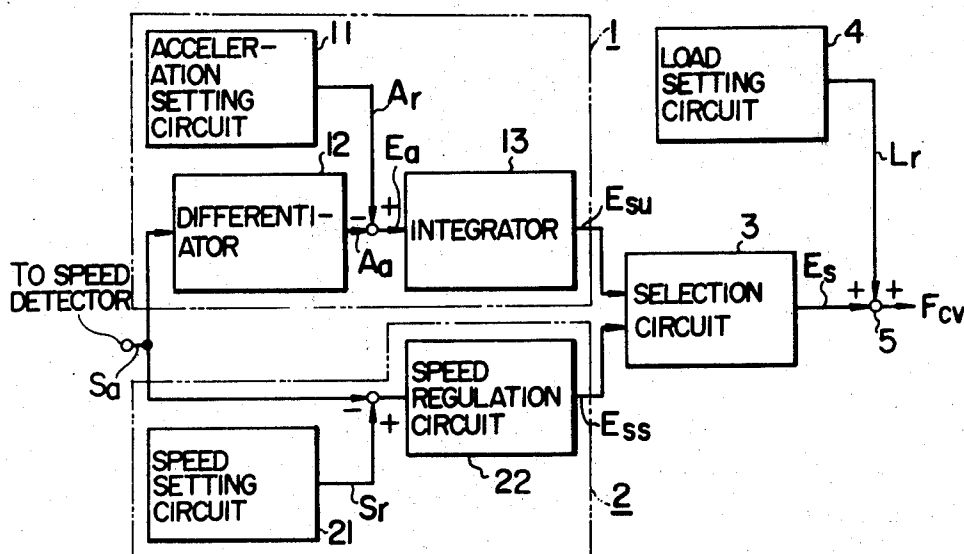 11
1
4
ACCELER-
ATION
SETTING
CIRCUIT
LOAD
SETTING
CIRCUIT
Ar
12
Ea
13
Lr
DIFFERENTI-
ATOR
-
+
Aa
INTEGRATOR
Esu
3
TO SPEED
DETECTOR
SELECTION
CIRCUIT
Es
+
+
Fcv
5
Sa
SPEED
REGULATION
CIRCUIT
-
+
Ess
22
SPEED
SETTING
CIRCUIT
Sr
21
2